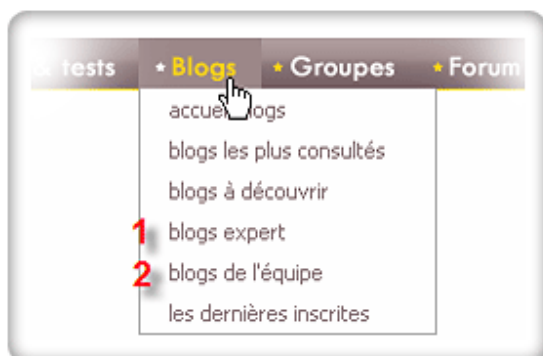 & tests * Blogs * Groupes * Forum
blogs les plus consultés
blogs à découvrir
1 blogs expert
2 blogs de l'équipe
les dernières inscrites